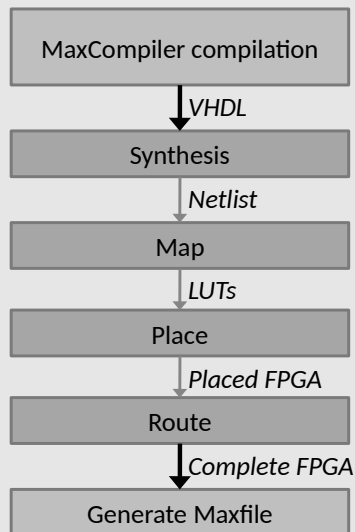 MaxCompiler compilation
VHDL
Synthesis
Netlist
Map
LUTs
Place
Placed FPGA
Route
Complete FPGA
Generate Maxfile